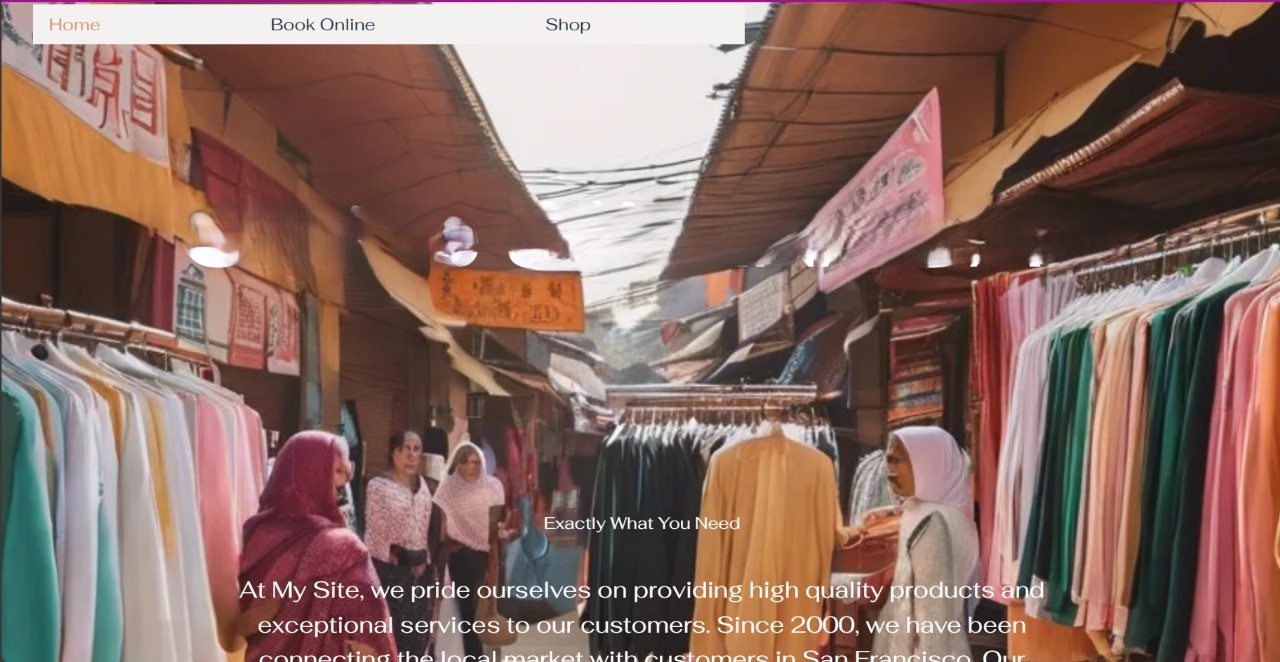 Home
Book Online
Shop
Exactly What You Need
At My Site, we pride ourselves on providing high quality products and
exceptional services to our customers. Since 2000, we have been
connecting the local market with customers in San Francisco. Our